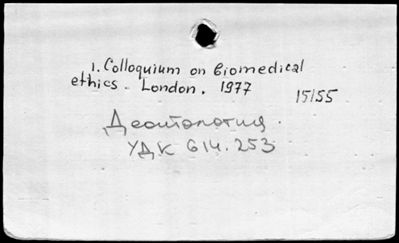 1. Colloquium on biomedical
ethics. London. 1977
15155
Деонтология.
УДК 614.253